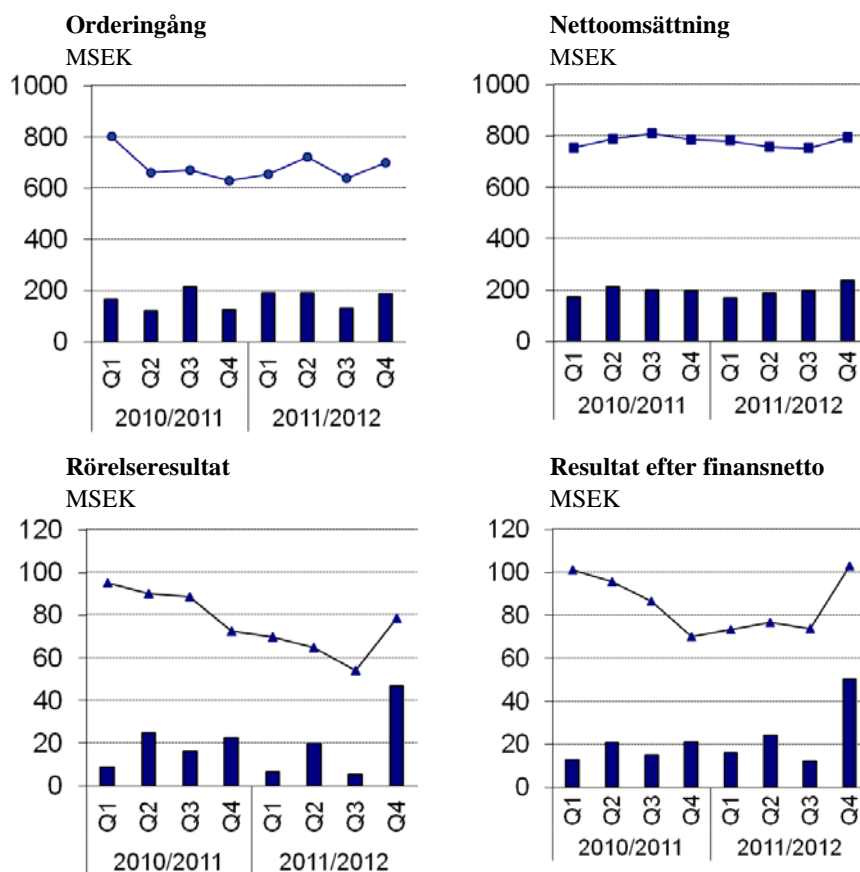 Orderingång
MSEK
1000
800
600
400
200
0
Q1 Q2 Q3 Q4 Q1 Q2 Q3 Q4
2010/2011 2011/2012
Nettoomsättning
MSEK
1000
800
600
400
200
0
Q1 Q2 Q3 Q4 Q1 Q2 Q3 Q4
2010/2011 2011/2012
Rörelseresultat
MSEK
120
100
80
60
40
20
0
Q1 Q2 Q3 Q4 Q1 Q2 Q3 Q4
2010/2011 2011/2012
Resultat efter finansnetto
MSEK
120
100
80
60
40
20
0
Q1 Q2 Q3 Q4 Q1 Q2 Q3 Q4
2010/2011 2011/2012